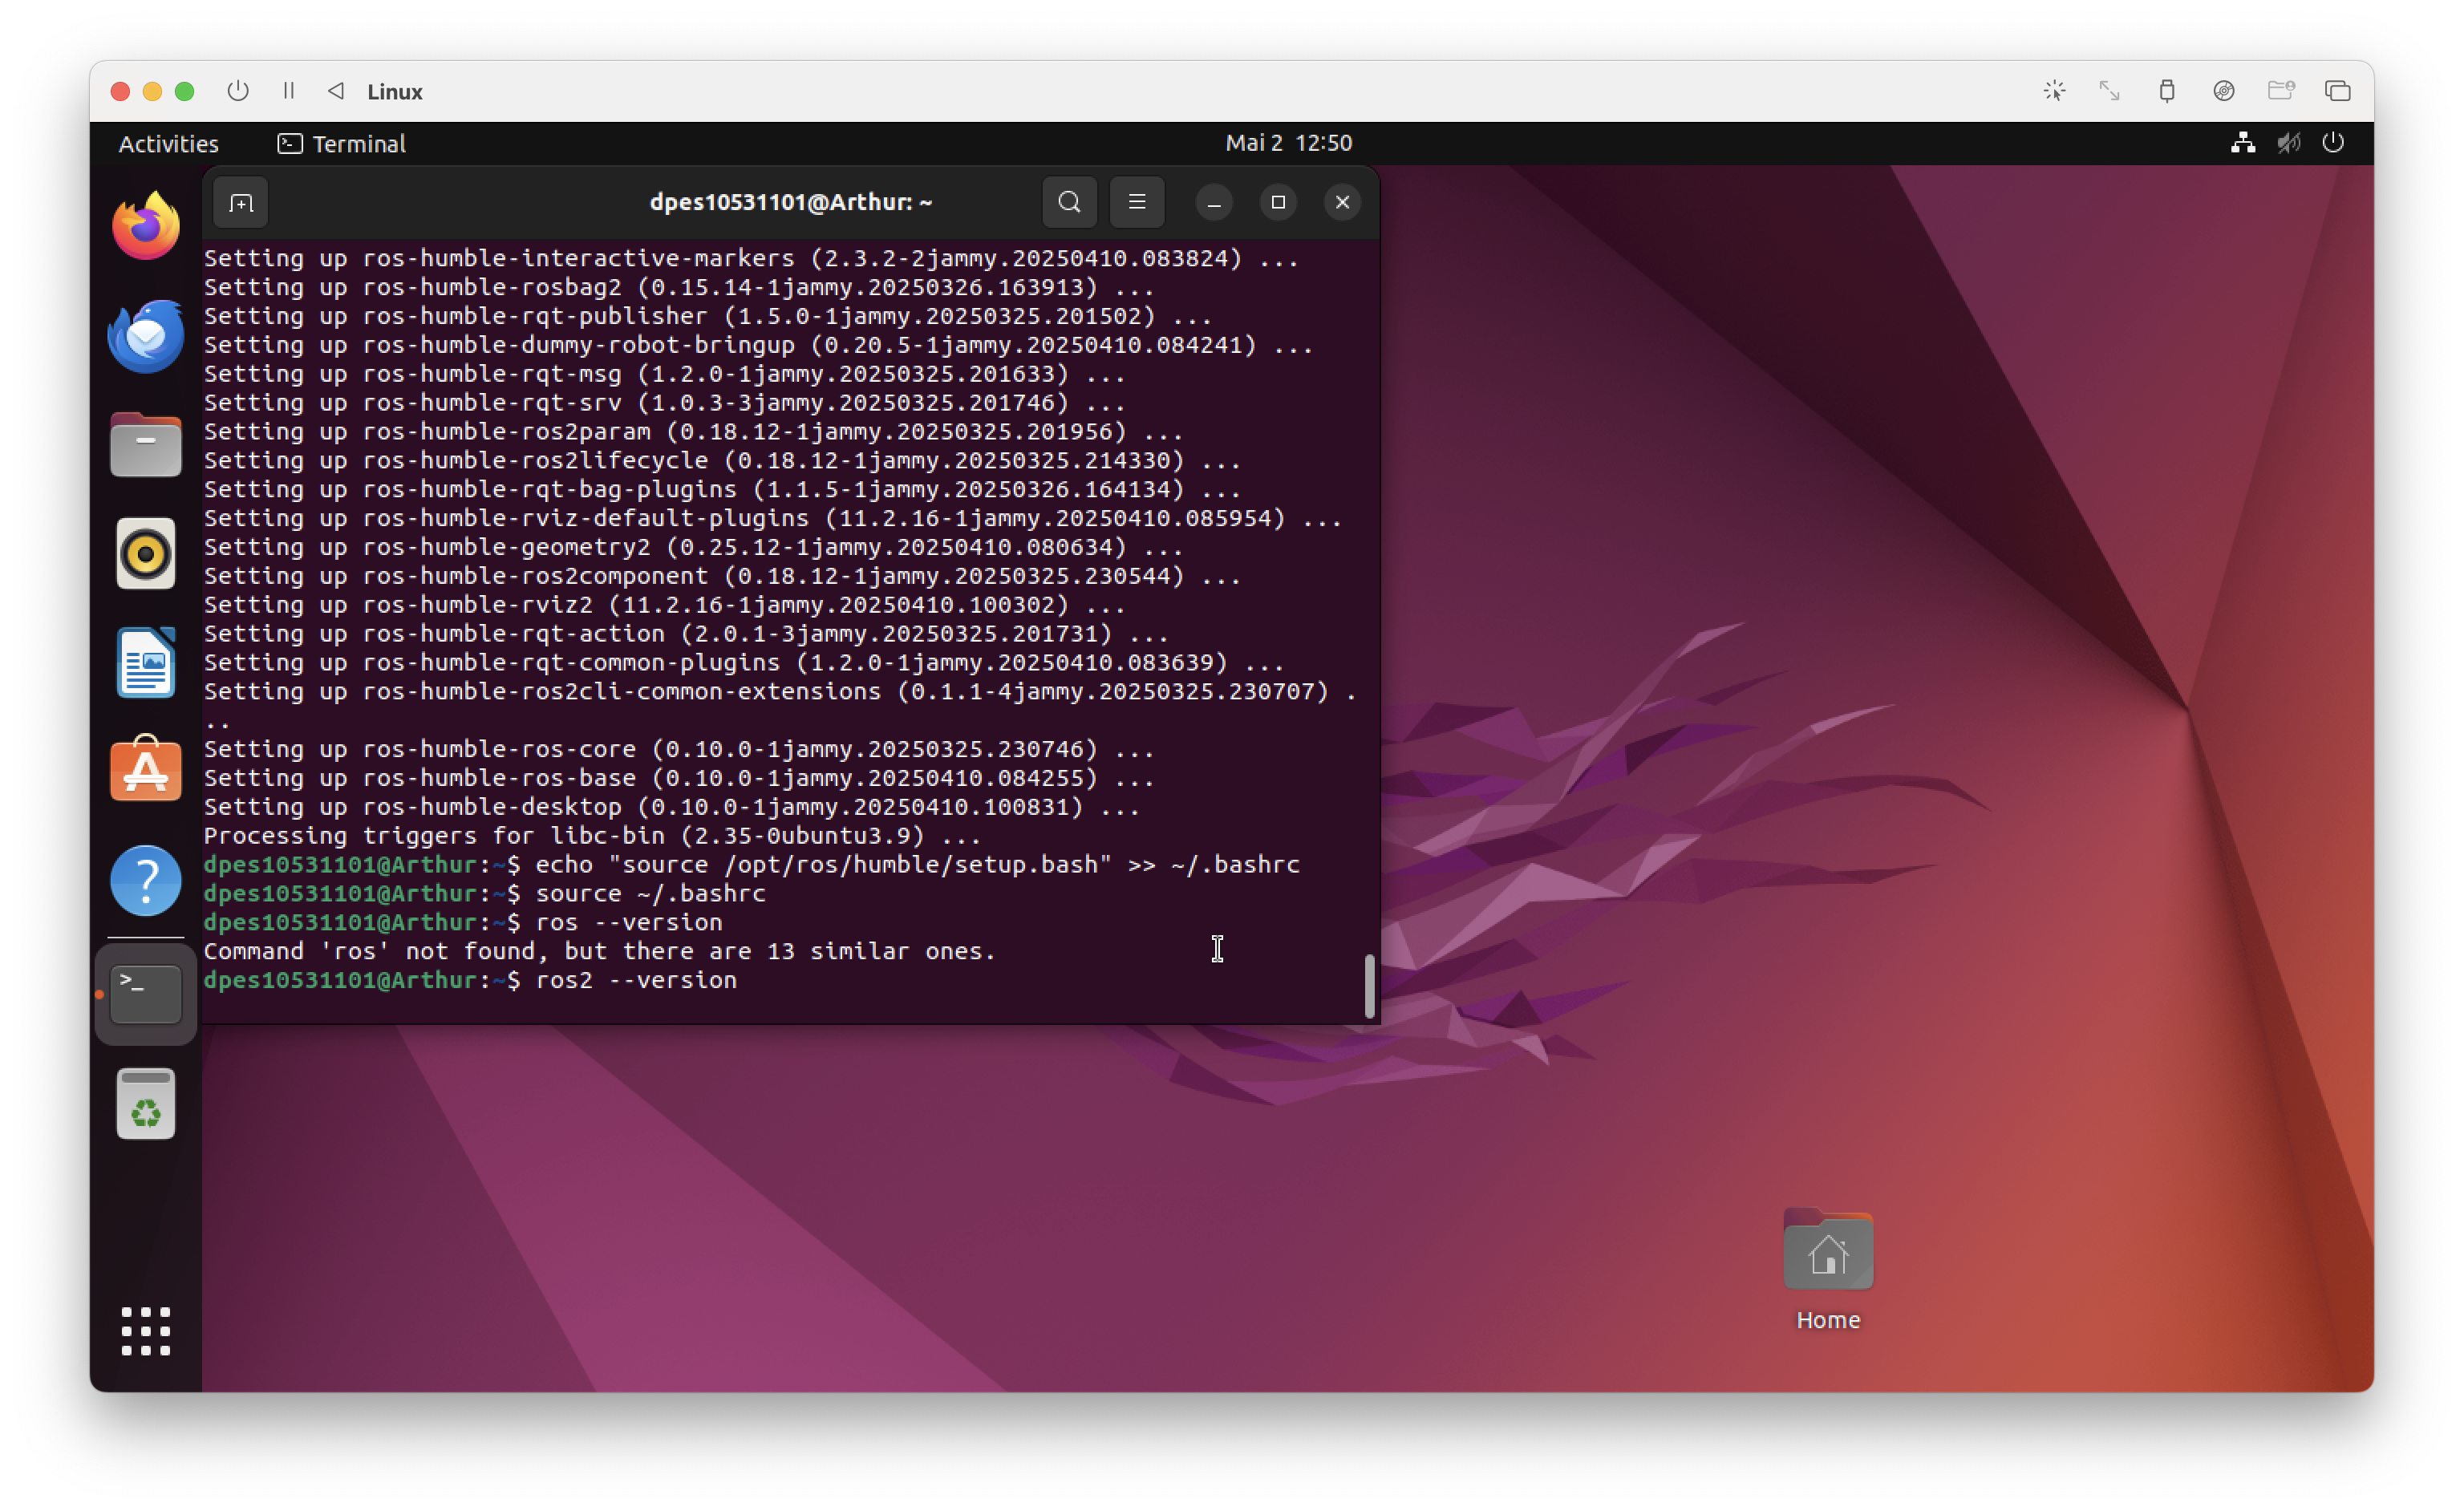 Linux
Activities
Terminal
Mai 2 12:50
dpes10531101@Arthur: ~
Setting up ros-humble-interactive-markers (2.3.2-2jammy.20250410.083824) ...
Setting up ros-humble-rosbag2 (0.15.14-1jammy.20250326.163913) ...
Setting up ros-humble-rqt-publisher (1.5.0-1jammy.20250325.201502) ...
Setting up ros-humble-dummy-robot-bringup (0.20.5-1jammy.20250410.084241) ...
Setting up ros-humble-rqt-msg (1.2.0-1jammy.20250325.201633) ...
Setting up ros-humble-rqt-srv (1.0.3-3jammy.20250325.201746) ...
Setting up ros-humble-ros2param (0.18.12-1jammy.20250325.201956) ...
Setting up ros-humble-ros2lifecycle (0.18.12-1jammy.20250325.214330) ...
Setting up ros-humble-rqt-bag-plugins (1.1.5-1jammy.20250326.164134) ...
Setting up ros-humble-rviz-default-plugins (11.2.16-1jammy.20250410.085954) ...
Setting up ros-humble-geometry2 (0.25.12-1jammy.20250410.080634) ...
Setting up ros-humble-ros2component (0.18.12-1jammy.20250325.230544) ...
Setting up ros-humble-rviz2 (11.2.16-1jammy.20250410.100302) ...
Setting up ros-humble-rqt-action (2.0.1-3jammy.20250325.201731) ...
Setting up ros-humble-rqt-common-plugins (1.2.0-1jammy.20250410.083639) ...
Setting up ros-humble-ros2cli-common-extensions (0.1.1-4jammy.20250325.230707) .
..
Setting up ros-humble-ros-core (0.10.0-1jammy.20250325.230746) ...
Setting up ros-humble-ros-base (0.10.0-1jammy.20250410.084255) ...
Setting up ros-humble-desktop (0.10.0-1jammy.20250410.100831) ...
Processing triggers for libc-bin (2.35-0ubuntu3.9) ...
dpes10531101@Arthur:~$ echo "source /opt/ros/humble/setup.bash" >> ~/.bashrc
dpes10531101@Arthur:~$ source ~/.bashrc
dpes10531101@Arthur:~$ ros --version
Command 'ros' not found, but there are 13 similar ones.
dpes10531101@Arthur:~$ ros2 --version
Home